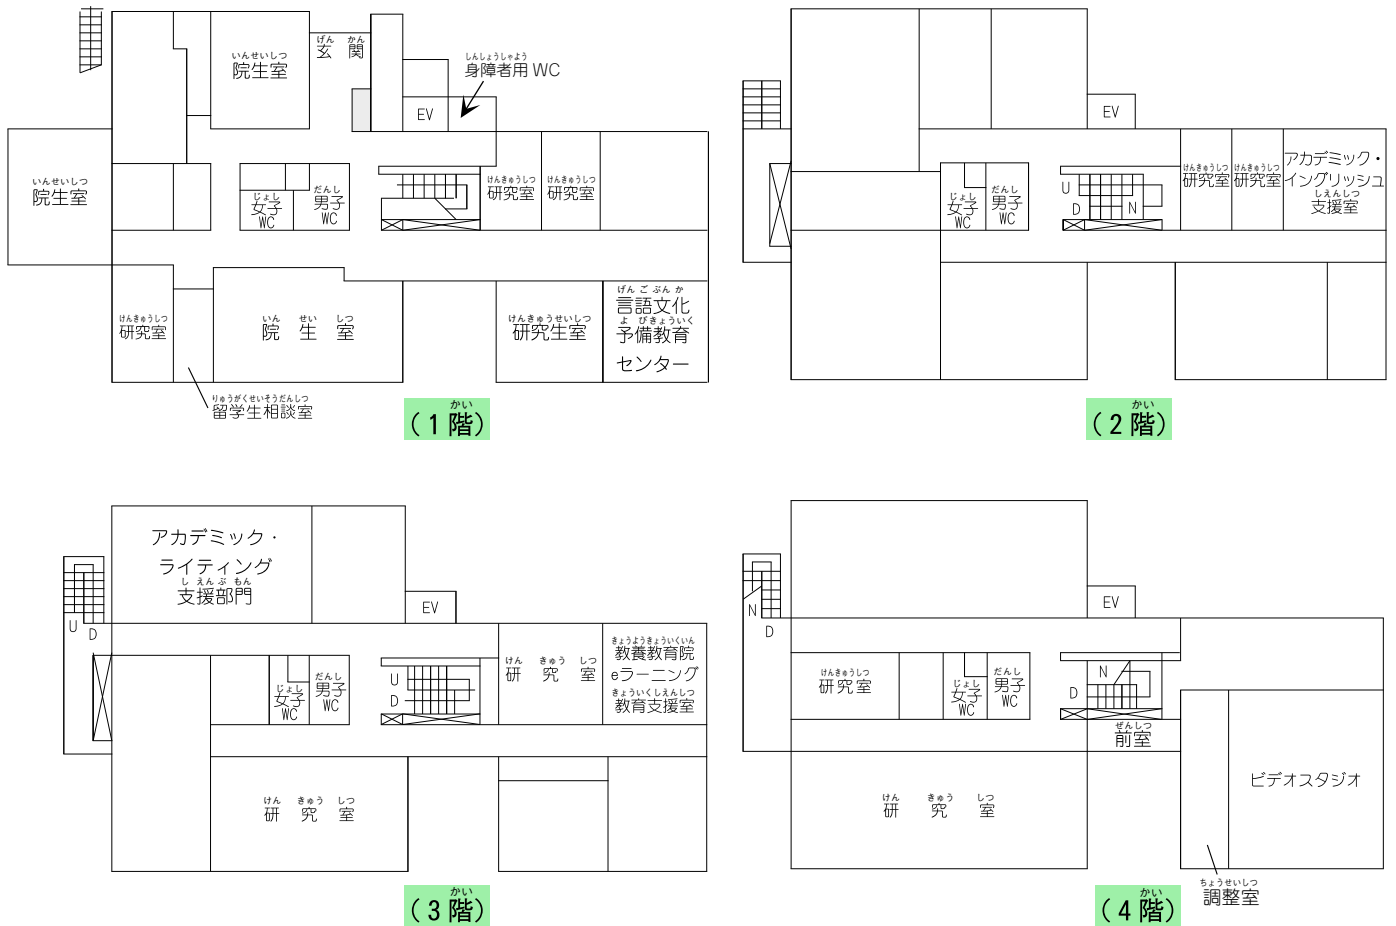 いんせいしつ
院生室
げん かん
玄 関
しんしょうしゃよう
身障者用 WC
EV
いんせいしつ
院生室
じょし
女子
WC
だんし
男子
WC
けんきゅうしつ
研究室
けんきゅうしつ
研究室
けんきゅうしつ
研究室
いん せい しつ
院 生 室
けんきゅうせいしつ
研究生室
げん ご ぶん か
言語文化
よ びきょういく
予備教育
センター
りゅうがくせいそうだんしつ
留学生相談室
かい
(1階)
EV
じょし
女子
WC
だんし
男子
WC
U
D
N
けんきゅうしつ
研究室
けんきゅうしつ
研究室
アカデミック・
イングリッシュ
しえんしつ
支援室
かい
(2階)
アカデミック・
ライティング
し えん ぶ もん
支援部門
EV
U
D
じょし
女子
WC
だんし
男子
WC
U
D
けん きゅう しつ
研 究 室
きょうようきょういくいん
教養教育院
eラーニング
きょういくしえんしつ
教育支援室
けん きゅう しつ
研 究 室
かい
(3階)
EV
N
D
けんきゅうしつ
研究室
じょし
女子
WC
だんし
男子
WC
N
D
ぜんしつ
前室
けん きゅう しつ
研 究 室
ビデオスタジオ
ちょうせいしつ
調整室
かい
(4階)